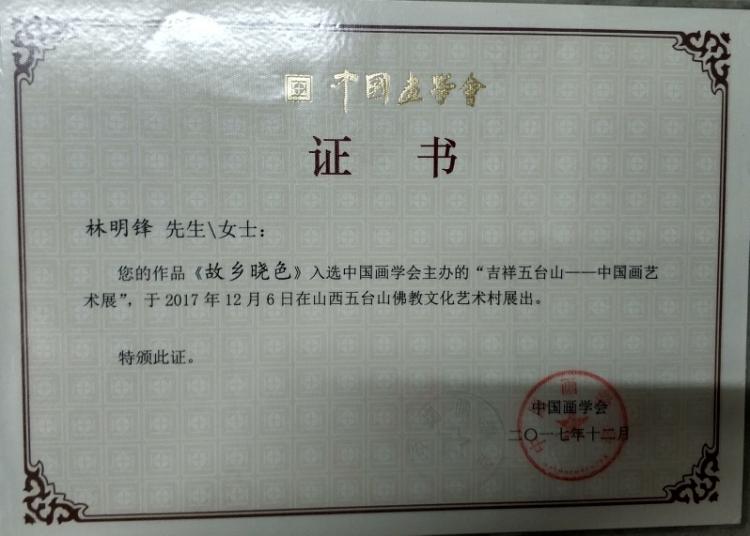 中国画學會
证书
林明锋 先生\女士：
您的作品《故乡晓色》入选中国画学会主办的“吉祥五台山——中国画艺
术展”，于2017年12月6日在山西五台山佛教文化艺术村展出。
特颁此证。
中国画学会
二〇一七年十二月